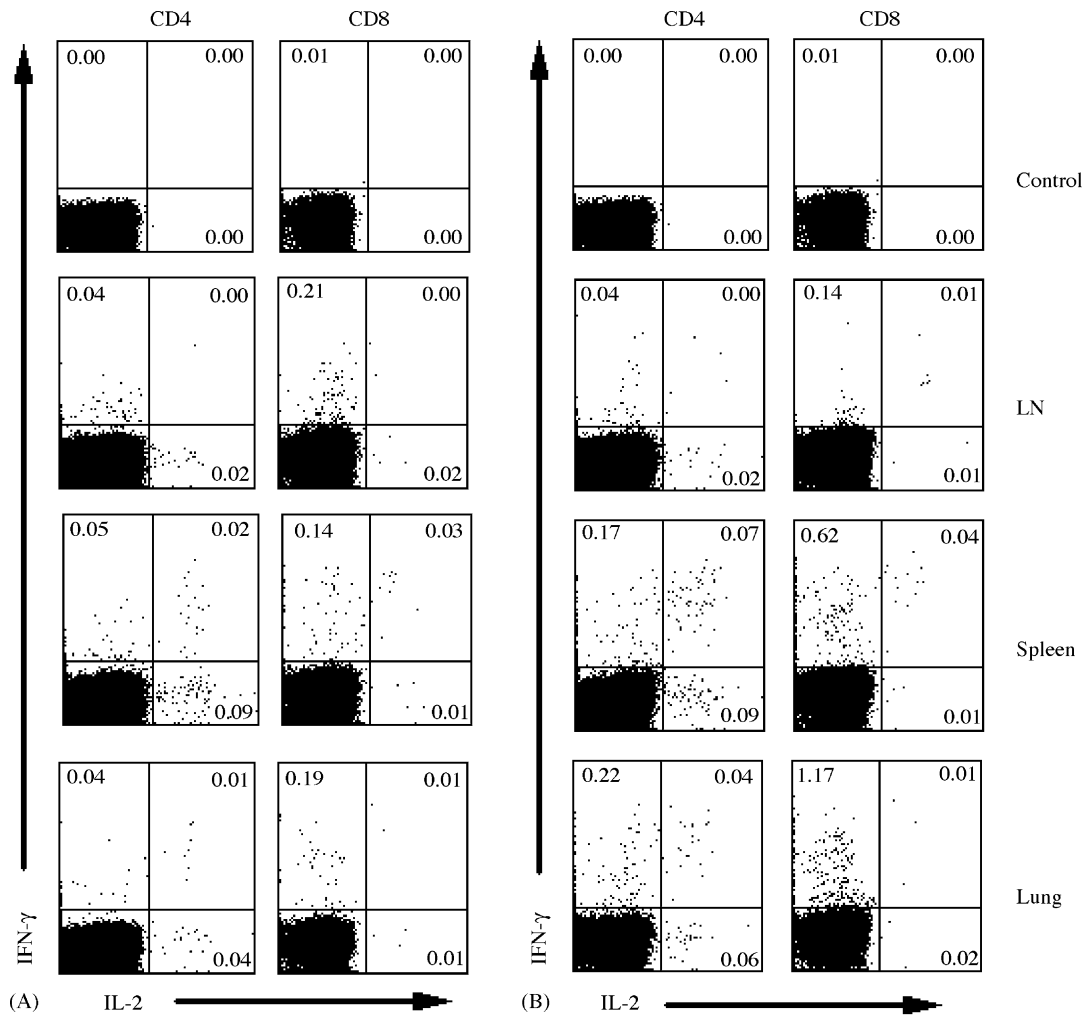 CD4 CD8 CD4 CD8
0.00 0.00 0.01 0.00 0.00 0.00 0.01 0.00
Control
0.00 0.00 0.00 0.00
0.04 0.00 0.21 0.00 0.04 0.00 0.14 0.01
LN
0.02 0.02 0.02 0.01
0.05 0.02 0.14 0.03 0.17 0.07 0.62 0.04
Spleen
0.09 0.01 0.09 0.01
0.04 0.01 0.19 0.01 0.22 0.04 1.17 0.01
Lung
0.04 0.01 0.06 0.02
IFN-γ IFN-γ
(A) IL-2 (B) IL-2